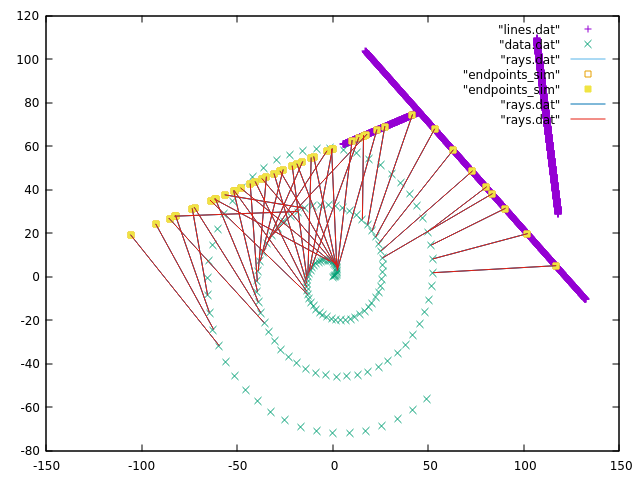 120
100
80
60
40
20
0
-20
-40
-60
-80
-150
-100
-50
0
50
100
150
"lines.dat"
"data.dat"
"rays.dat"
"endpoints_sim"
"endpoints_sim"
"rays.dat"
"rays.dat"